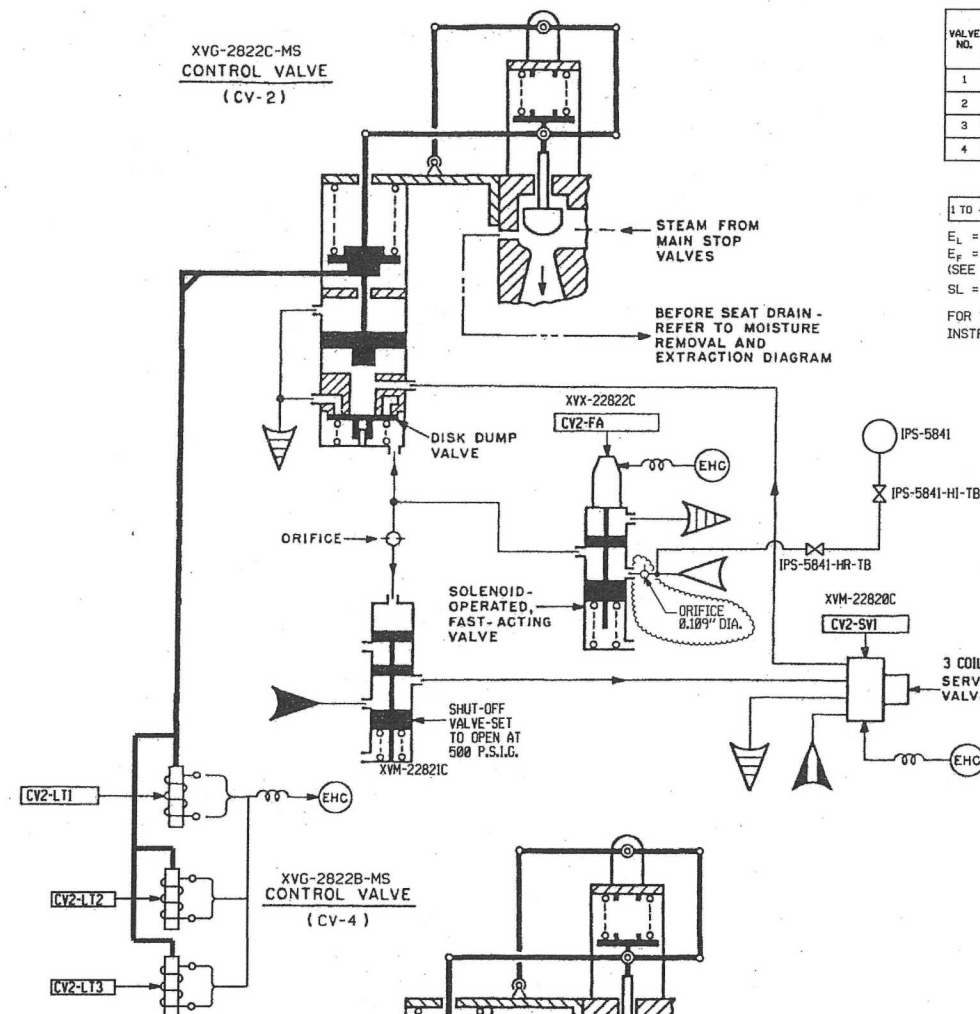 XVG-2822C-MS
CONTROL VALVE
(CV-2)
VALVE
NO.
1
2
3
4
1 TO
E_L =
E_F =
(SEE
SL =
FOR
INSTR
STEAM FROM
MAIN STOP
VALVES
BEFORE SEAT DRAIN -
REFER TO MOISTURE
REMOVAL AND
EXTRACTION DIAGRAM
DISK DUMP
VALVE
XVX-22822C
CV2-FA
EHC
IPS-5841
IPS-5841-HI-TB
IPS-5841-HR-TB
ORIFICE
SOLENOID-
OPERATED,
FAST-ACTING
VALVE
ORIFICE
0.109" DIA.
XVM-22820C
CV2-SV1
3 COIL
SERV
VALV
EHC
SHUT-OFF
VALVE-SET
TO OPEN AT
500 P.S.I.G.
XVM-22821C
CV2-LT1
EHC
CV2-LT2
CV2-LT3
XVG-2822B-MS
CONTROL VALVE
(CV-4)